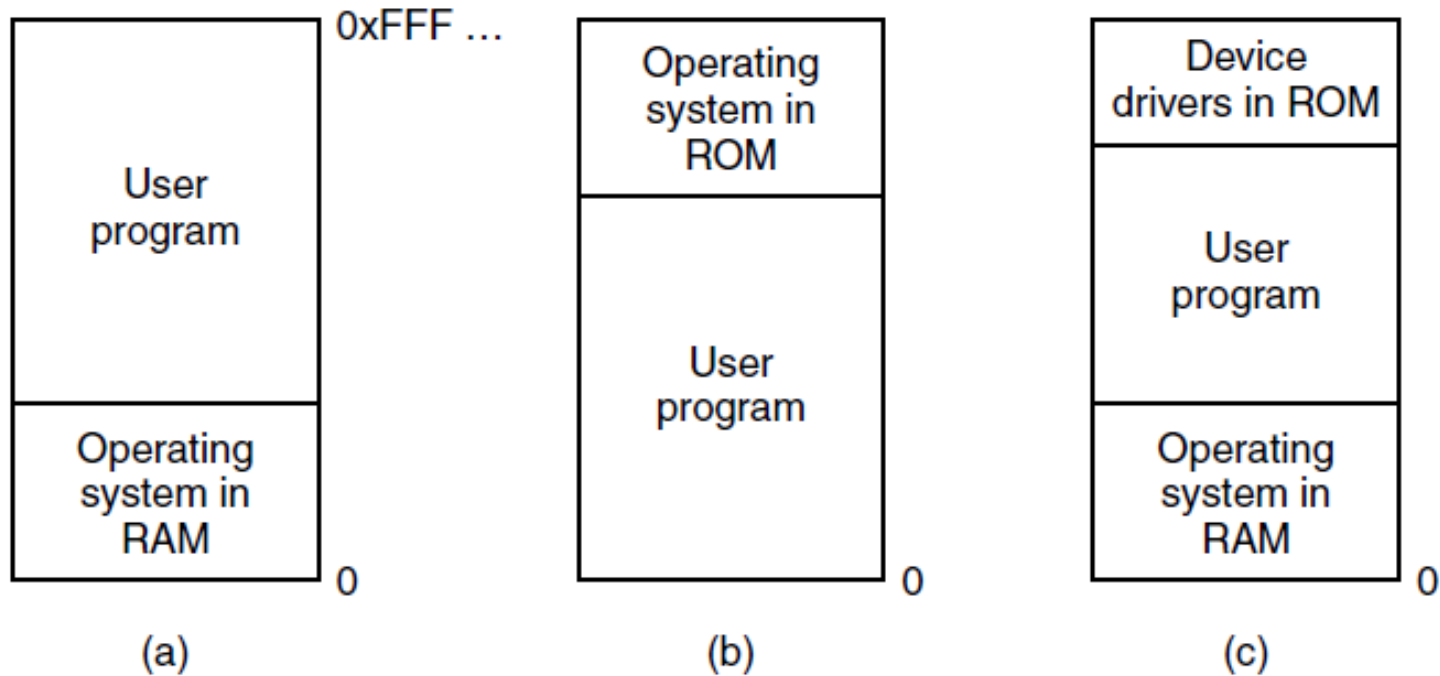 0xFFF ...
User
program
Operating
system in
RAM
0
(a)
Operating
system in
ROM
User
program
0
(b)
Device
drivers in ROM
User
program
Operating
system in
RAM
0
(c)